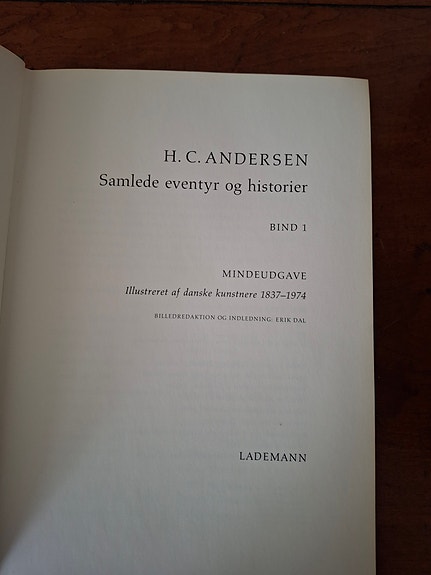 H. C. ANDERSEN
Samlede eventyr og historier
BIND 1
MINDEUDGAVE
Illustreret af danske kunstnere 1837–1974
BILLEDREDAKTION OG INDLEDNING: ERIK DAL
LADEMANN